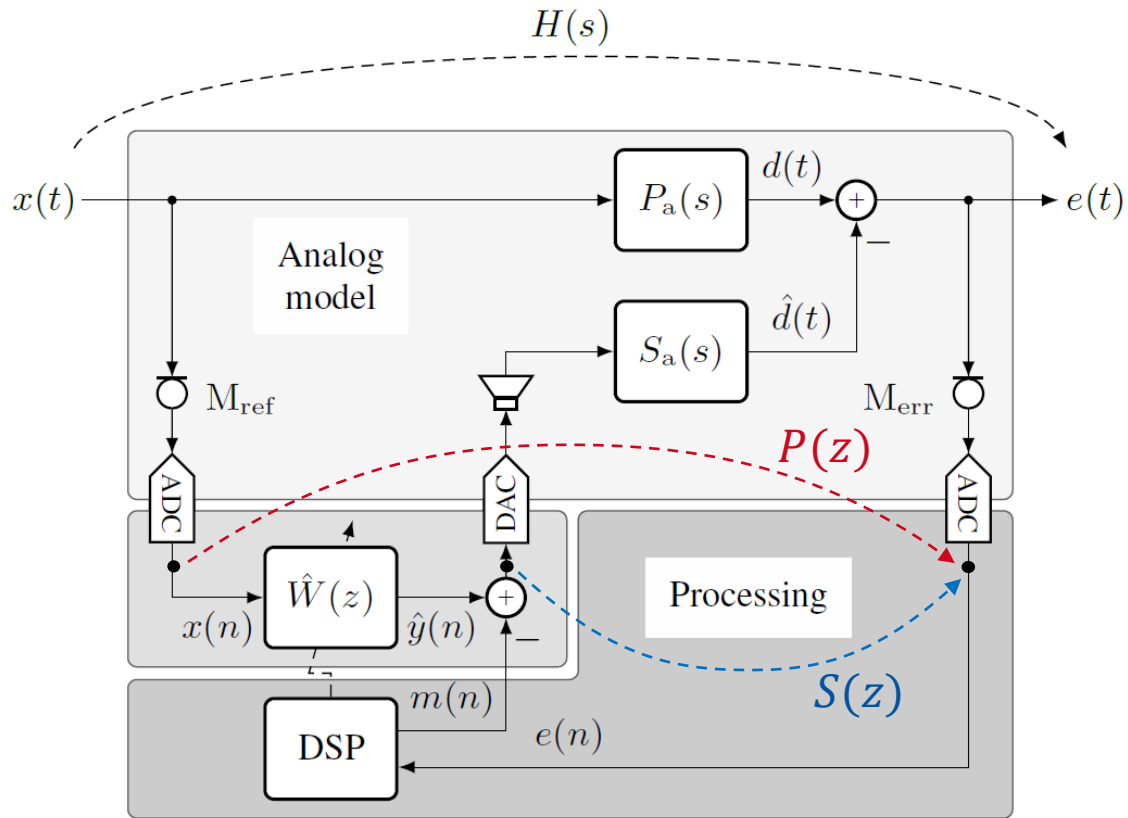 H(s)
x(t)
P_a(s)
d(t)
+
−
e(t)
Analog
model
S_a(s)
d̂(t)
M_ref
M_err
P(z)
ADC
DAC
ADC
Ŵ(z)
x(n)
ŷ(n)
+
−
Processing
m(n)
S(z)
DSP
e(n)